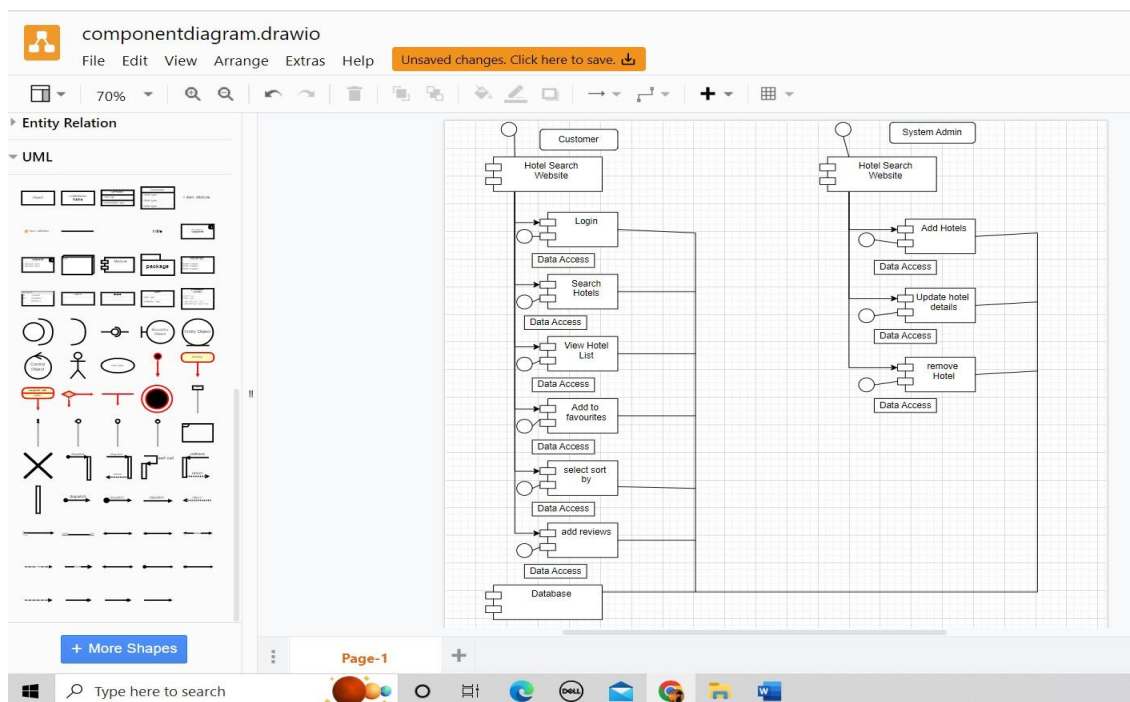 componentdiagram.drawio
File Edit View Arrange Extras Help Unsaved changes. Click here to save.
70%
Entity Relation
UML
package
Customer
Hotel Search
Website
Login
Data Access
Search
Hotels
Data Access
View Hotel
List
Data Access
Add to
favourites
Data Access
select sort
by
Data Access
add reviews
Data Access
Database
System Admin
Hotel Search
Website
Add Hotels
Data Access
Update hotel
details
Data Access
remove
Hotel
Data Access
+ More Shapes
Page-1
Type here to search
DELL
W